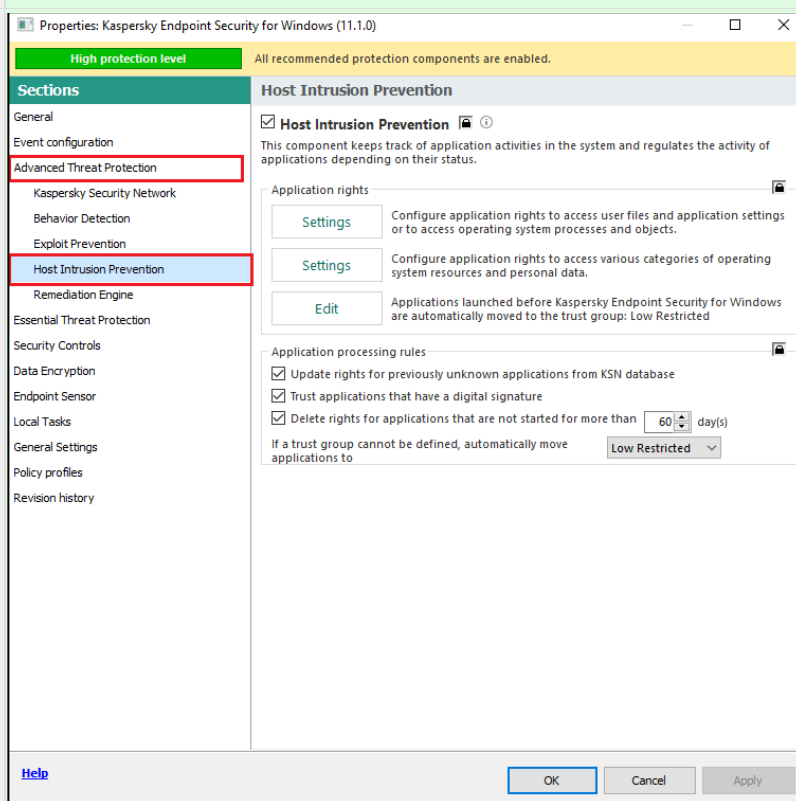 Properties: Kaspersky Endpoint Security for Windows (11.1.0)
High protection level
All recommended protection components are enabled.
Sections
General
Event configuration
Advanced Threat Protection
Kaspersky Security Network
Behavior Detection
Exploit Prevention
Host Intrusion Prevention
Remediation Engine
Essential Threat Protection
Security Controls
Data Encryption
Endpoint Sensor
Local Tasks
General Settings
Policy profiles
Revision history
Host Intrusion Prevention
Host Intrusion Prevention
This component keeps track of application activities in the system and regulates the activity of
applications depending on their status.
Application rights
Settings
Configure application rights to access user files and application settings
or to access operating system processes and objects.
Settings
Configure application rights to access various categories of operating
system resources and personal data.
Edit
Applications launched before Kaspersky Endpoint Security for Windows
are automatically moved to the trust group: Low Restricted
Application processing rules
Update rights for previously unknown applications from KSN database
Trust applications that have a digital signature
Delete rights for applications that are not started for more than 60 day(s)
If a trust group cannot be defined, automatically move
applications to
Low Restricted
Help
OK
Cancel
Apply